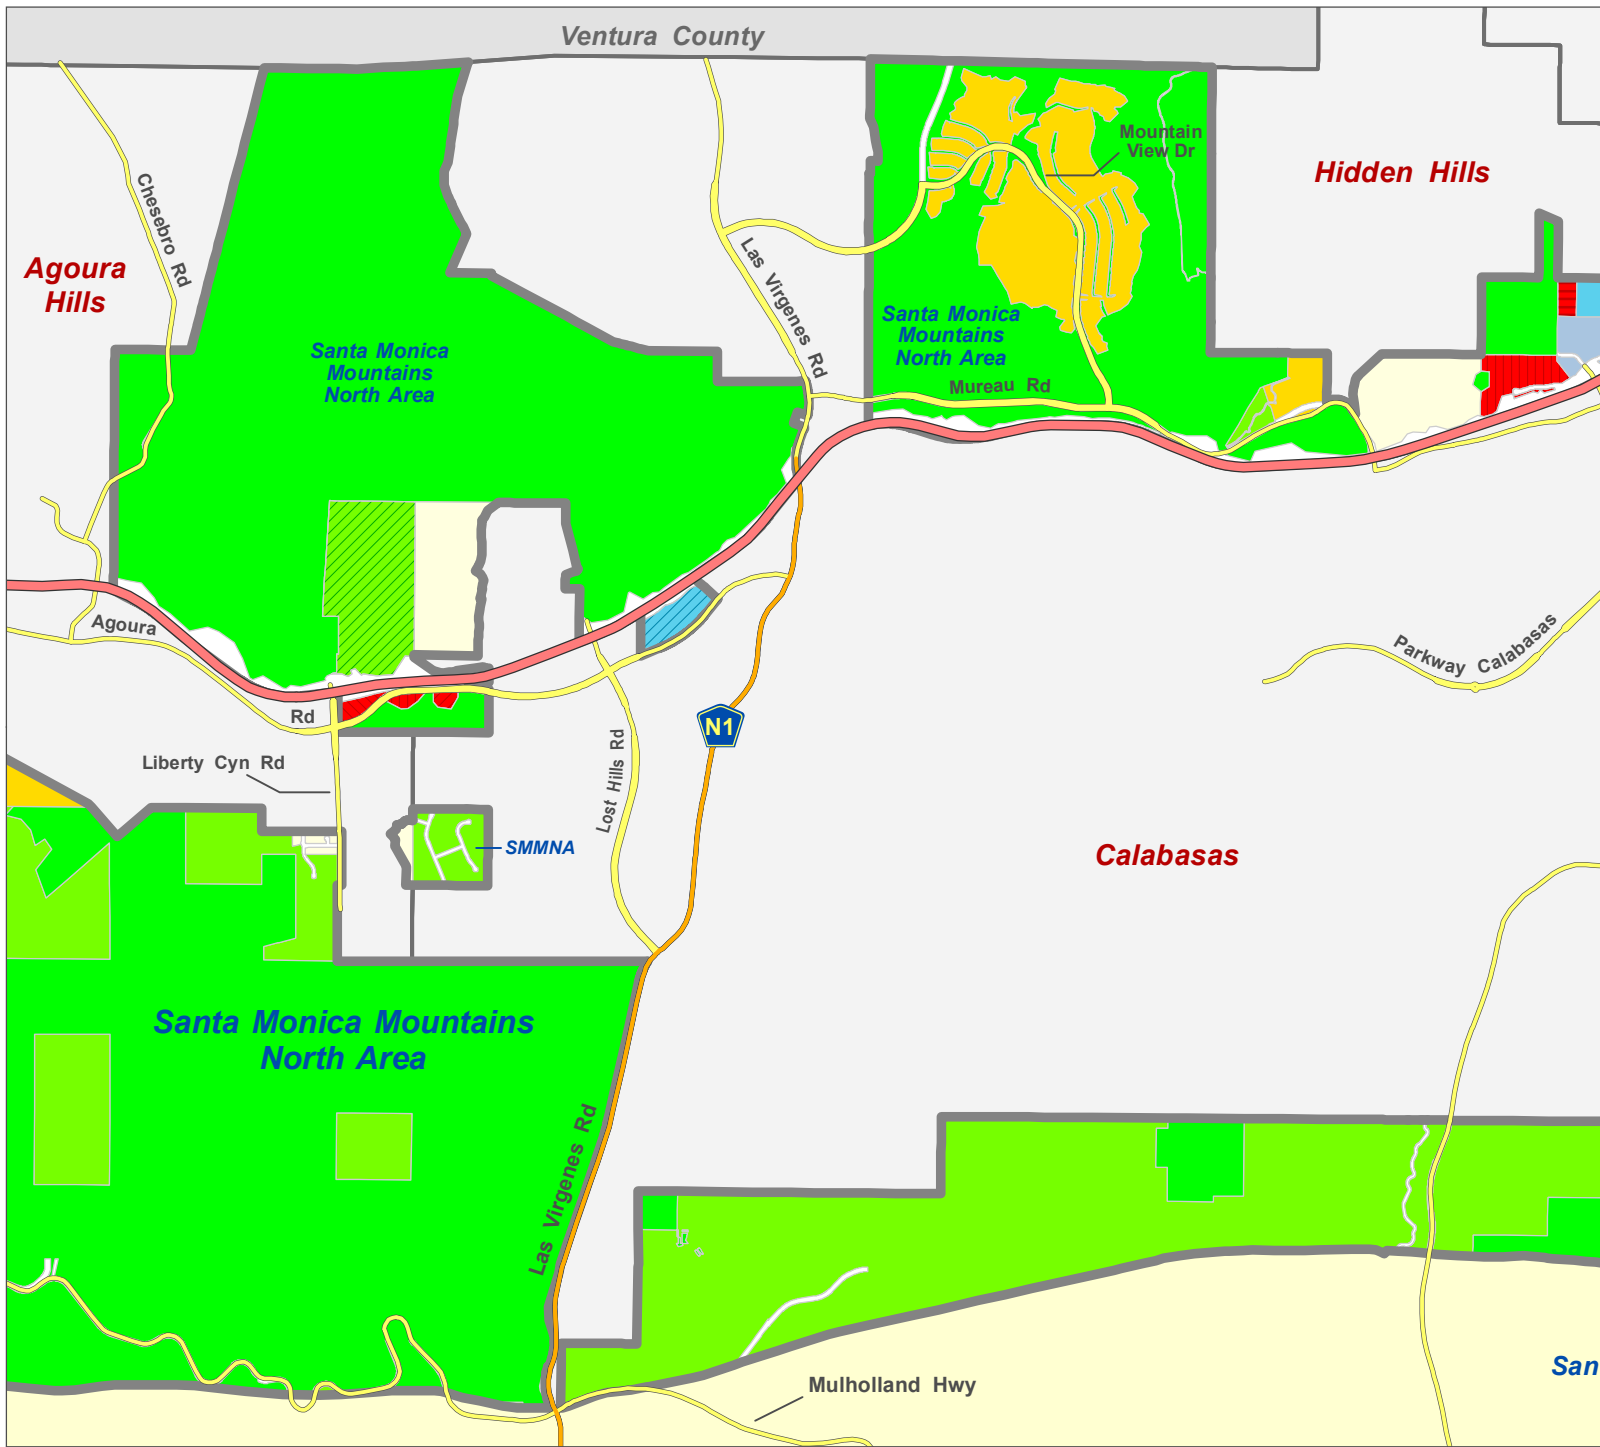 Ventura County
Mountain
View Dr
Hidden Hills
Chesebro Rd
Agoura
Hills
Las Virgenes Rd
Santa Monica
Mountains
North Area
Santa Monica
Mountains
North Area
Mureau Rd
Agoura
Rd
Parkway Calabasas
N1
Liberty Cyn Rd
Lost Hills Rd
SMMNA
Calabasas
Santa Monica Mountains
North Area
Las Virgenes Rd
San
Mulholland Hwy